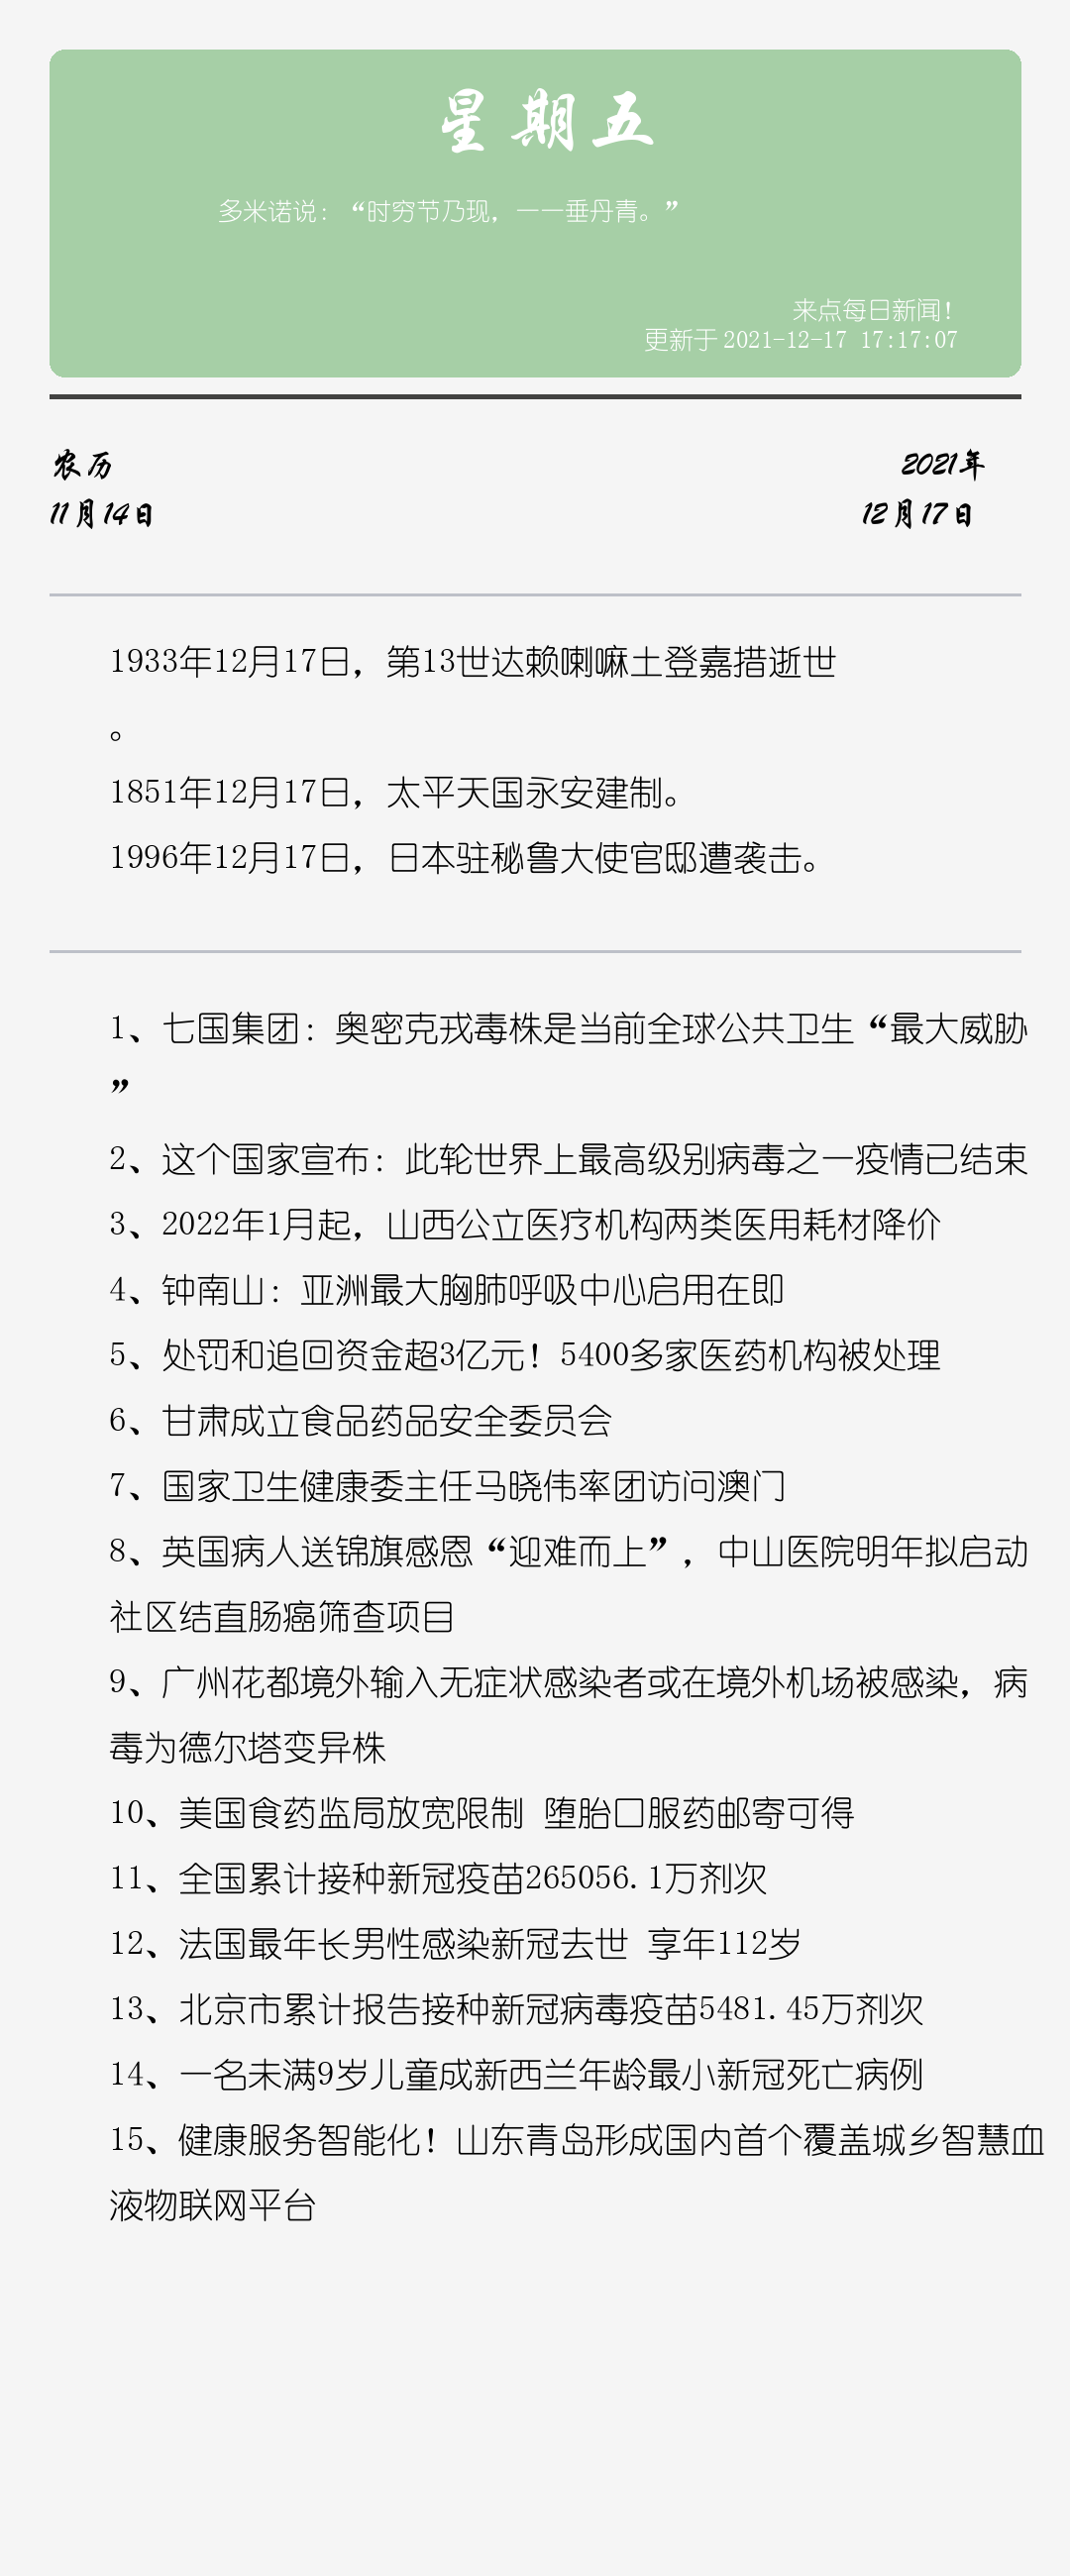 星期五
多米诺说：“时穷节乃现，一一垂丹青。”
来点每日新闻！
更新于 2021-12-17 17:17:07
农历
2021年
11月14日
12月17日
1933年12月17日，第13世达赖喇嘛土登嘉措逝世
。
1851年12月17日，太平天国永安建制。
1996年12月17日，日本驻秘鲁大使官邸遭袭击。
1、七国集团：奥密克戎毒株是当前全球公共卫生“最大威胁
”
2、这个国家宣布：此轮世界上最高级别病毒之一疫情已结束
3、2022年1月起，山西公立医疗机构两类医用耗材降价
4、钟南山：亚洲最大胸肺呼吸中心启用在即
5、处罚和追回资金超3亿元！5400多家医药机构被处理
6、甘肃成立食品药品安全委员会
7、国家卫生健康委主任马晓伟率团访问澳门
8、英国病人送锦旗感恩“迎难而上”，中山医院明年拟启动
社区结直肠癌筛查项目
9、广州花都境外输入无症状感染者或在境外机场被感染，病
毒为德尔塔变异株
10、美国食药监局放宽限制 堕胎口服药邮寄可得
11、全国累计接种新冠疫苗265056.1万剂次
12、法国最年长男性感染新冠去世 享年112岁
13、北京市累计报告接种新冠病毒疫苗5481.45万剂次
14、一名未满9岁儿童成新西兰年龄最小新冠死亡病例
15、健康服务智能化！山东青岛形成国内首个覆盖城乡智慧血
液物联网平台